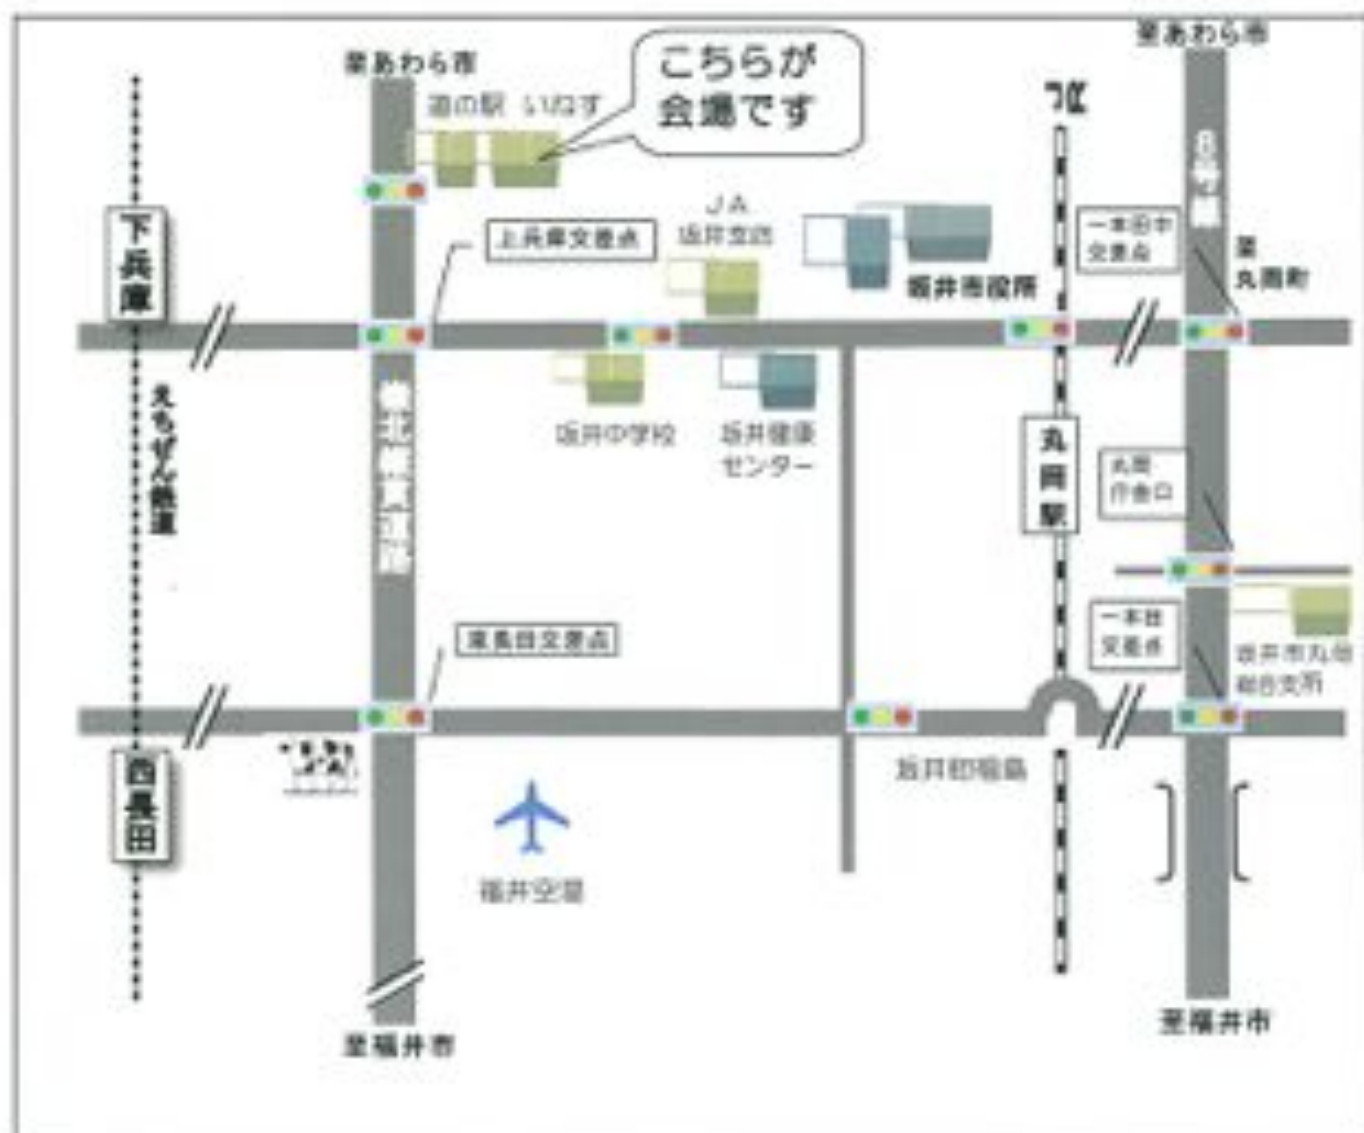 至あわら市
至あわら市
こちらが
会場です
道の駅 いねす
JR
下兵庫
上兵庫交差点
JA
坂井支店
坂井市役所
一本田中
交差点
至
丸岡町
えちぜん鉄道
坂井中学校
坂井健康
センター
丸岡駅
丸岡
庁舎口
東長田交差点
一本田
交差点
坂井市丸岡
総合支所
西長田
坂井町福島
福井空港
至福井市
至福井市